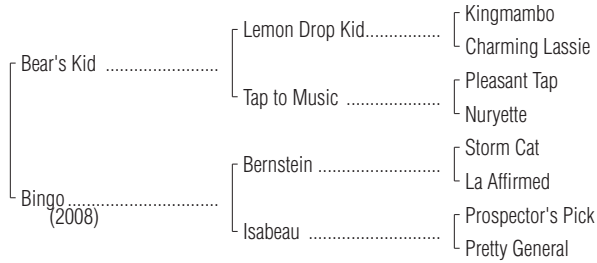 Kingmambo
Lemon Drop Kid..................
Charming Lassie
Bear's Kid ...........................
Pleasant Tap
Tap to Music ......................
Nuryette
Storm Cat
Bernstein .............................
La Affirmed
Bingo....................................
(2008)
Prospector's Pick
Isabeau ...............................
Pretty General